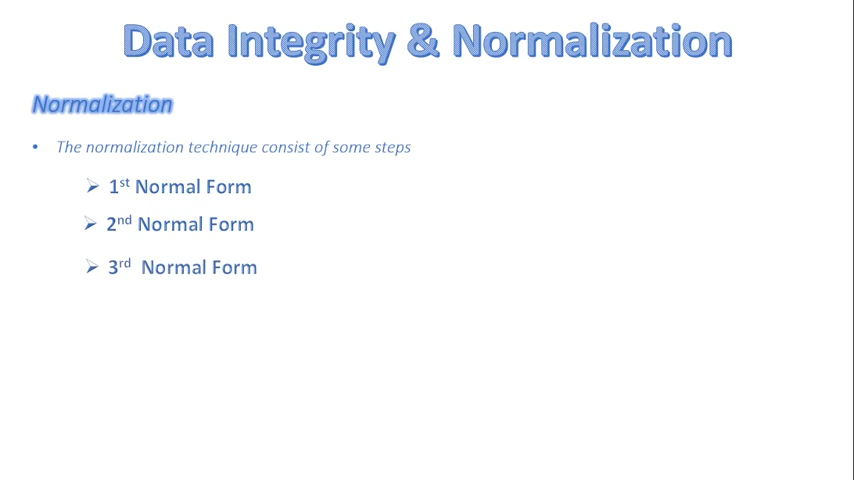 Data Integrity & Normalization
Normalization
• The normalization technique consist of some steps
➢ 1st Normal Form
➢ 2nd Normal Form
➢ 3rd Normal Form